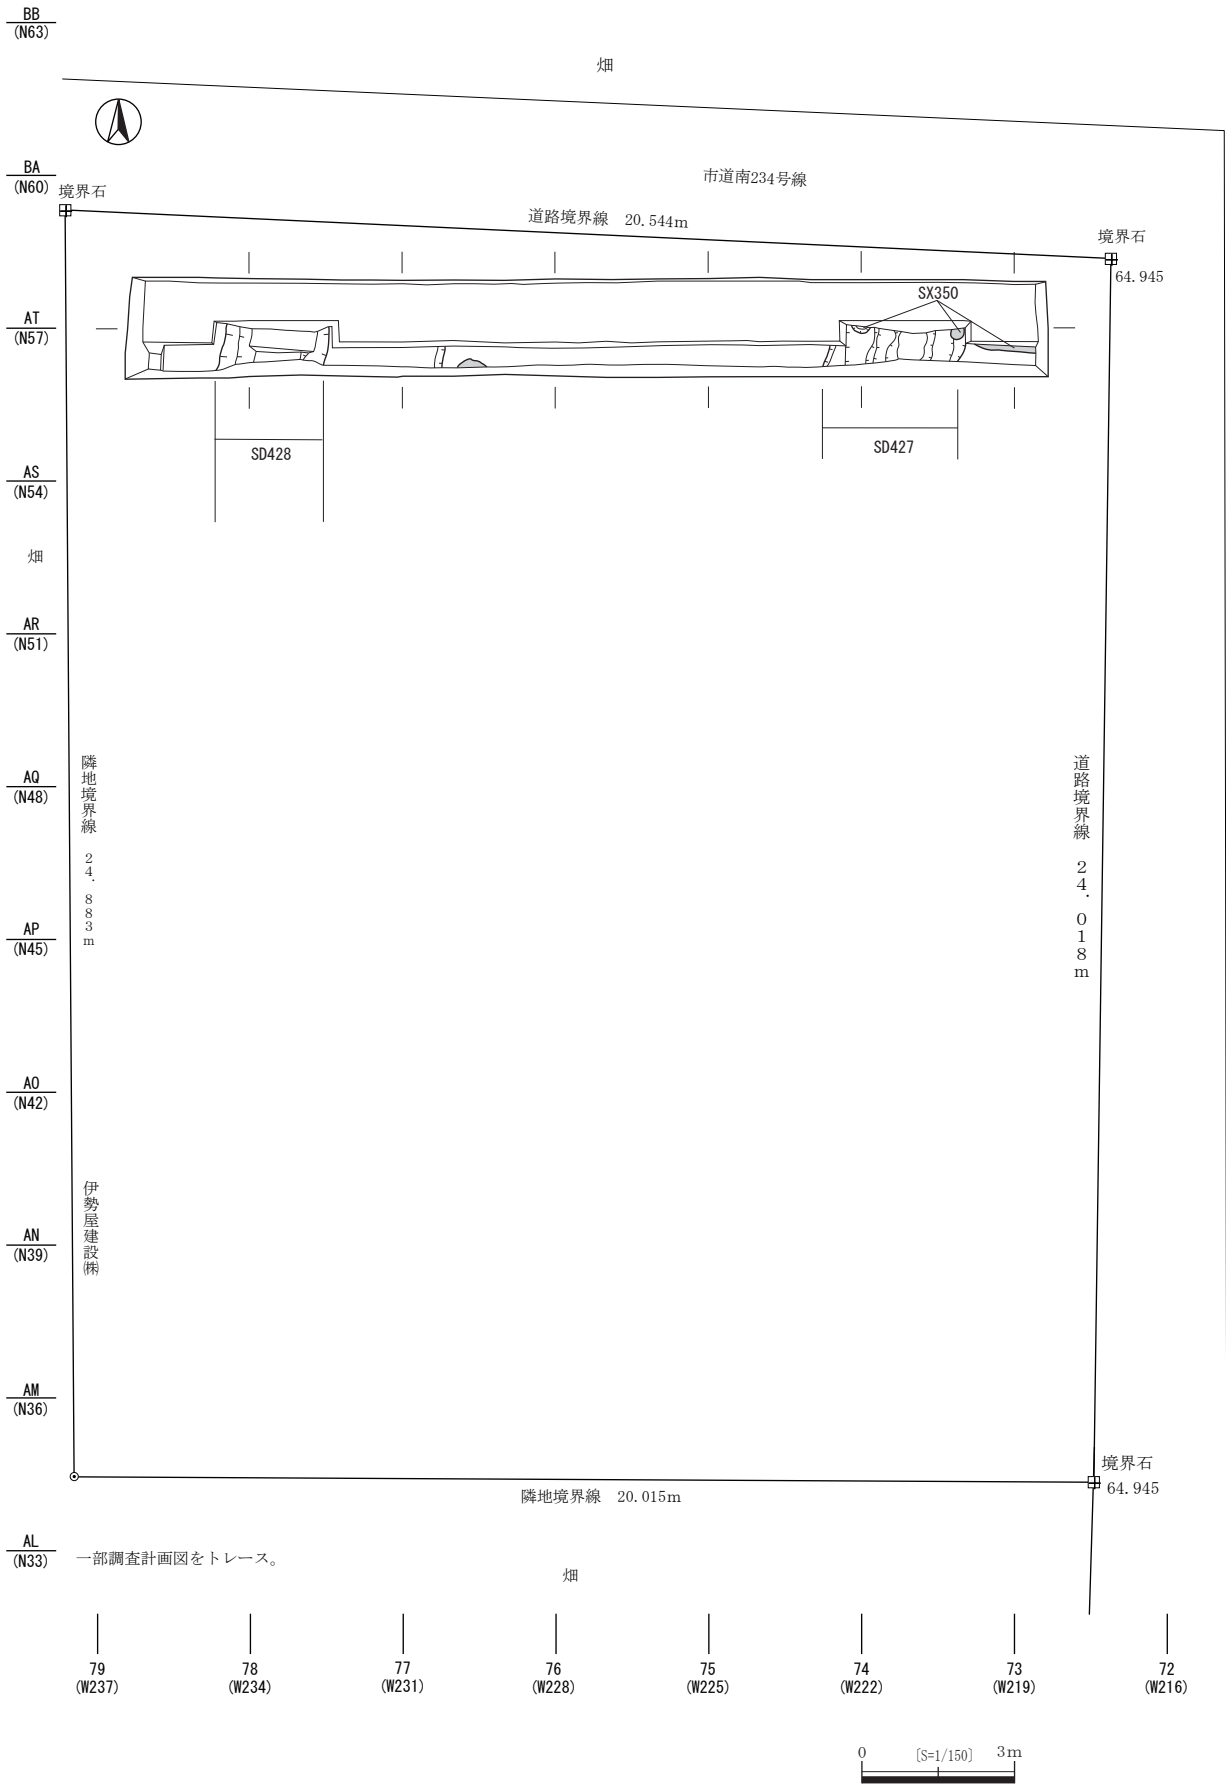 BB
(N63)
畑
BA
(N60)
境界石
市道南234号線
道路境界線 20.544m
境界石
64.945
SX350
AT
(N57)
SD428
SD427
AS
(N54)
畑
AR
(N51)
隣地境界線 24.883m
道路境界線 24.018m
AQ
(N48)
AP
(N45)
AO
(N42)
伊勢屋建設㈱
AN
(N39)
AM
(N36)
境界石
64.945
隣地境界線 20.015m
AL
(N33)
一部調査計画図をトレース。
畑
79 78 77 76 75 74 73 72
(W237) (W234) (W231) (W228) (W225) (W222) (W219) (W216)
0 〔S=1/150〕 3m